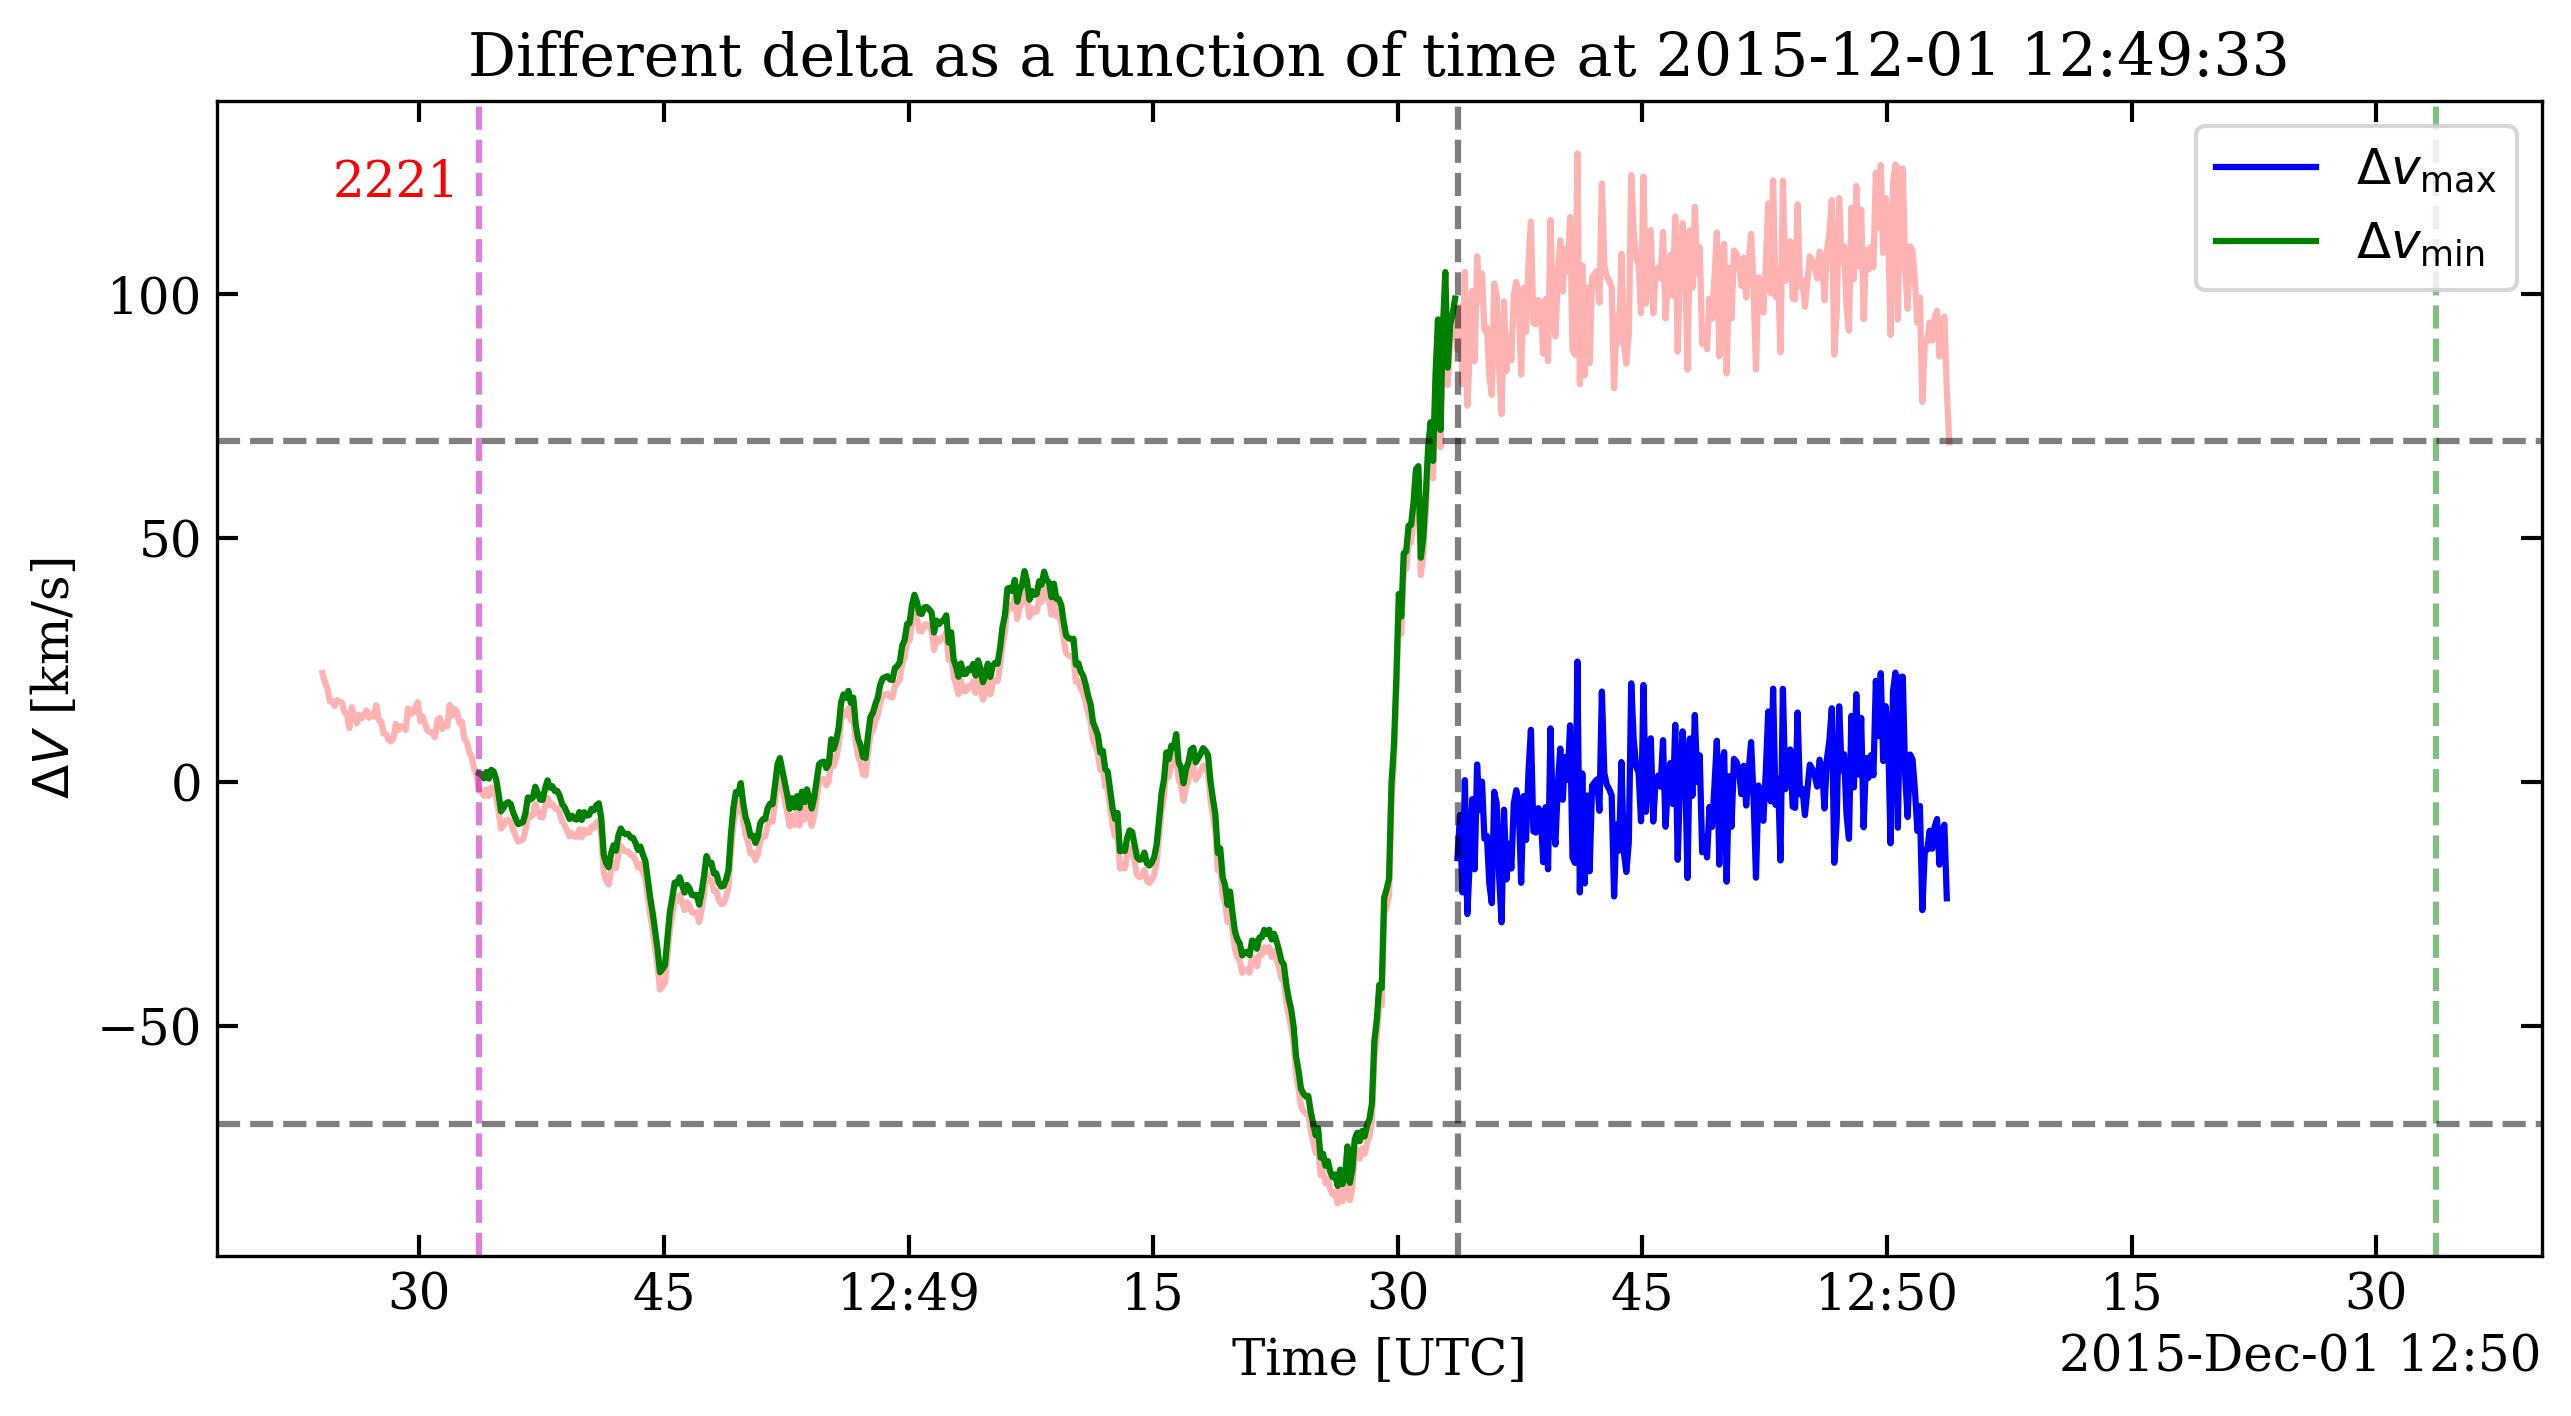 Different delta as a function of time at 2015-12-01 12:49:33
2221
Δv_max
Δv_min
100
50
0
−50
ΔV [km/s]
30 45 12:49 15 30 45 12:50 15 30
Time [UTC]
2015-Dec-01 12:50